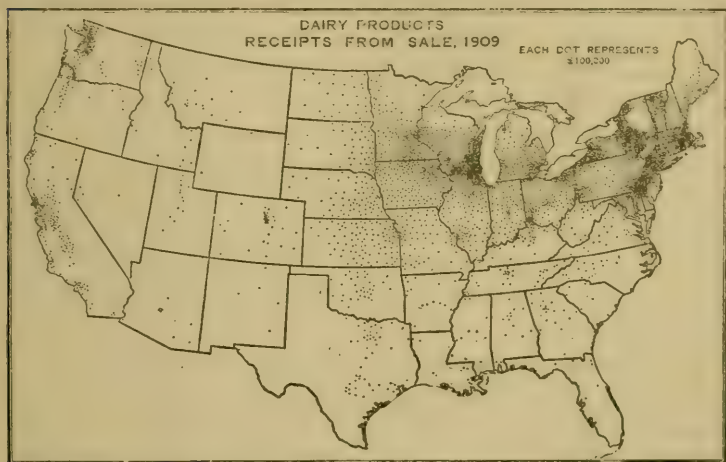 DAIRY PRODUCTS
RECEIPTS FROM SALE, 1909
EACH DOT REPRESENTS
$100,000